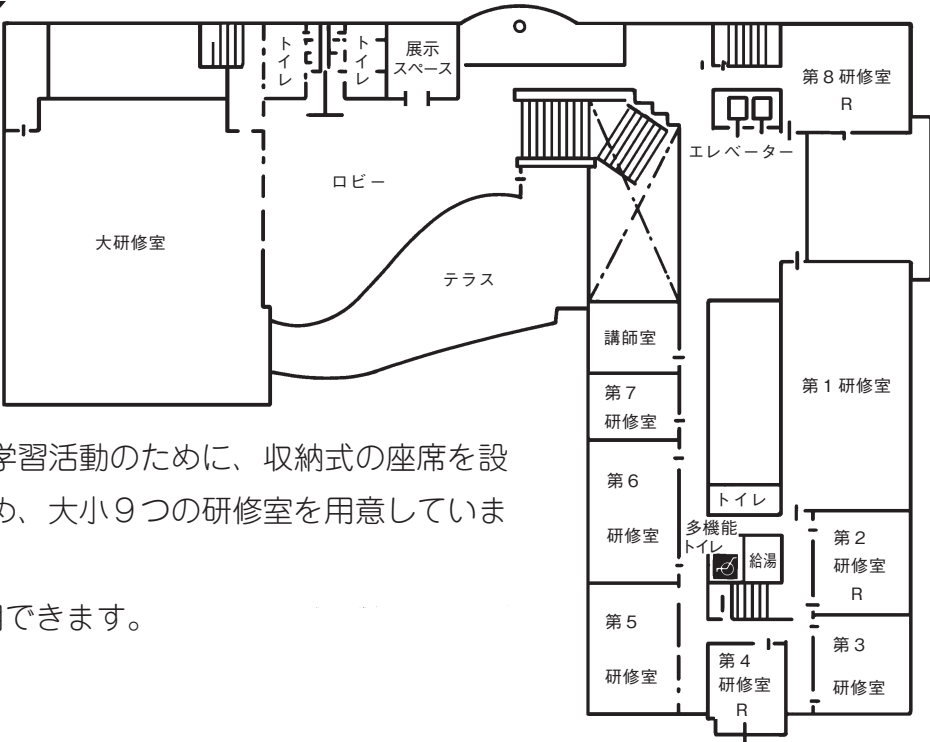 トイレ
トイレ
展示
スペース
第8研修室
R
エレベーター
ロビー
大研修室
テラス
講師室
第7
研修室
第1研修室
学習活動のために、収納式の座席を設
め、大小９つの研修室を用意していま
用できます。
第6
研修室
トイレ
多機能
トイレ
給湯
第2
研修室
R
第5
研修室
第4
研修室
R
第3
研修室